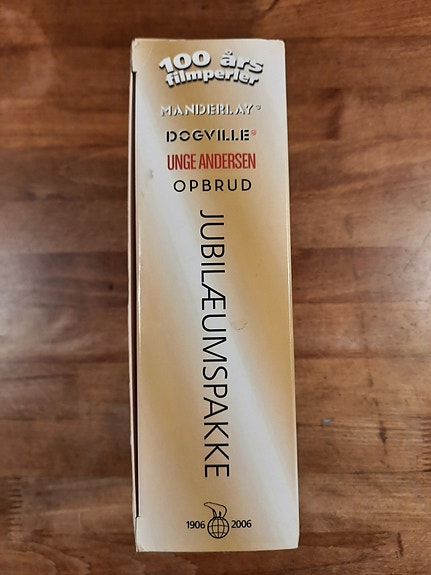 100 års
filmperler
MANDERLAY®
DOGVILLE®
UNGE ANDERSEN
OPBRUD
JUBILÆUMSPAKKE
1906 2006